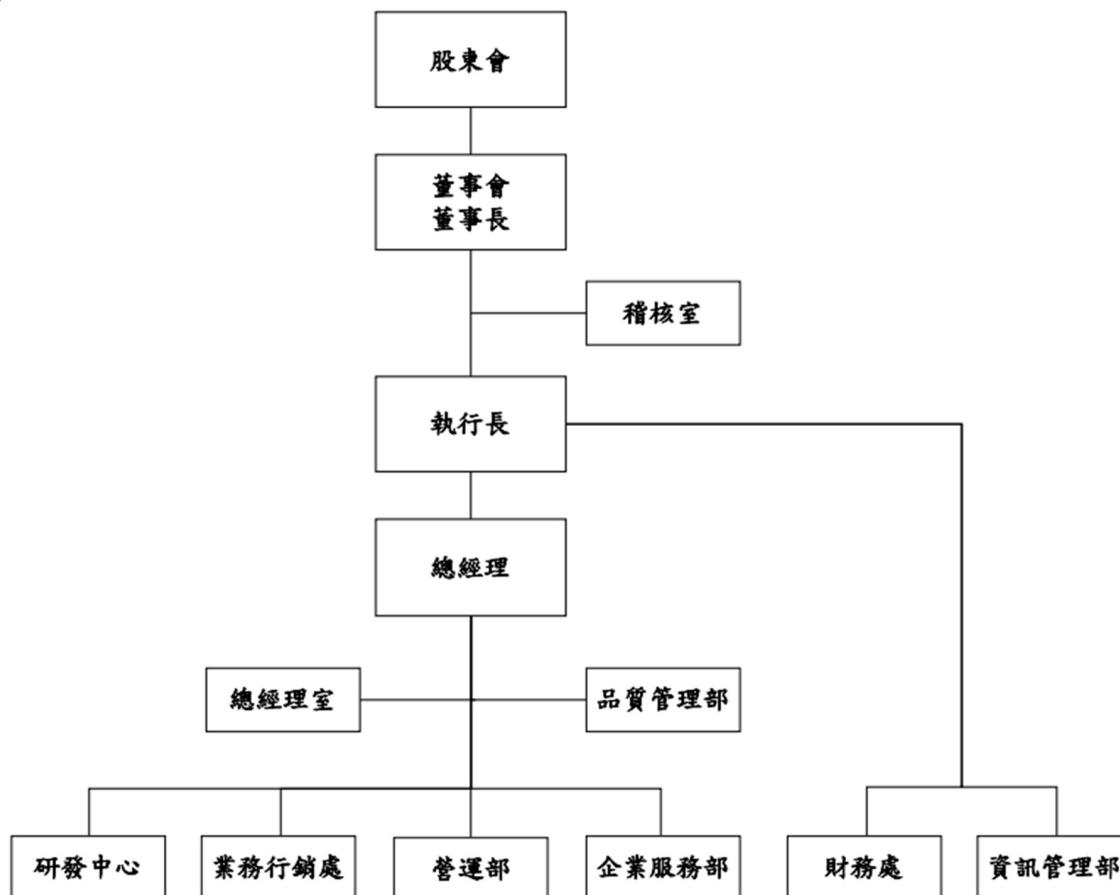 股東會
董事會
董事長
稽核室
執行長
總經理
總經理室
品質管理部
研發中心
業務行銷處
營運部
企業服務部
財務處
資訊管理部